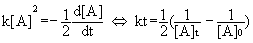 k[A]² = −1/2 d[A]/dt ⇔ kt = 1/2(1/[A]t − 1/[A]₀)